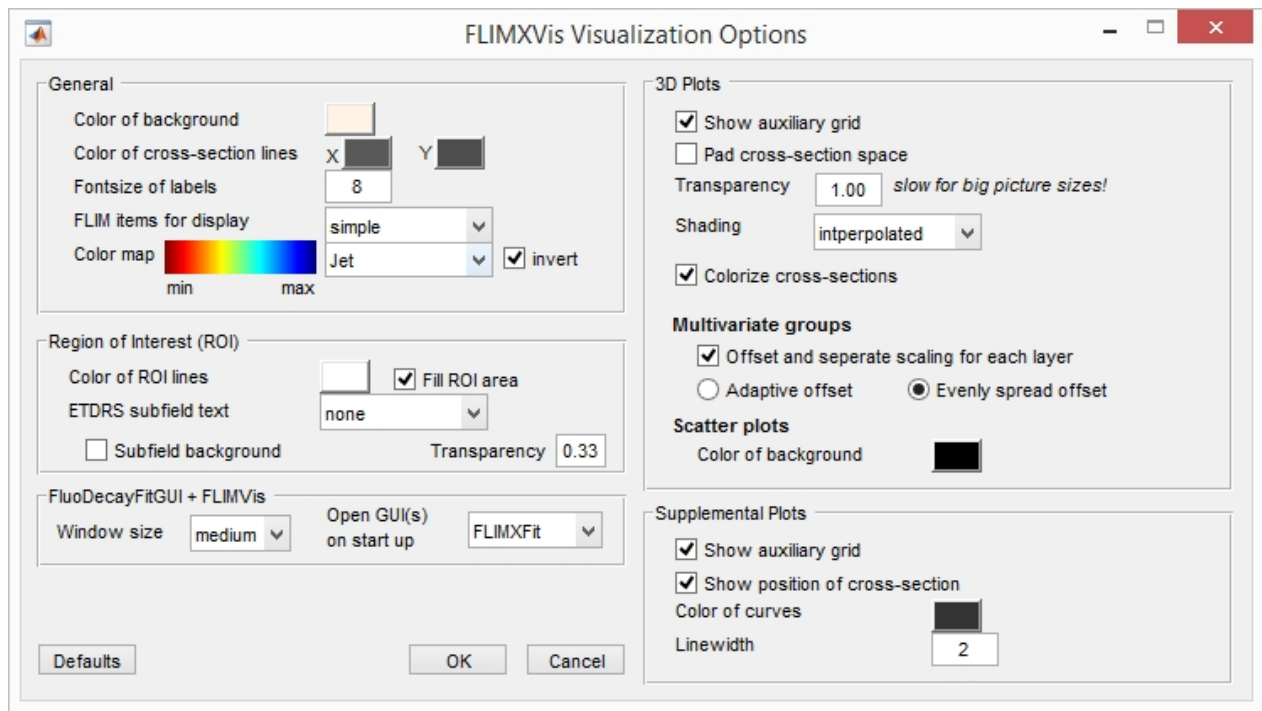 FLIMXVis Visualization Options
General
Color of background
Color of cross-section lines X Y
Fontsize of labels 8
FLIM items for display simple
Color map Jet invert
min max
Region of Interest (ROI)
Color of ROI lines Fill ROI area
ETDRS subfield text none
Subfield background Transparency 0.33
FluoDecayFitGUI + FLIMVis
Window size medium Open GUI(s) on start up FLIMXFit
Defaults OK Cancel
3D Plots
Show auxiliary grid
Pad cross-section space
Transparency 1.00 slow for big picture sizes!
Shading intperpolated
Colorize cross-sections
Multivariate groups
Offset and seperate scaling for each layer
Adaptive offset Evenly spread offset
Scatter plots
Color of background
Supplemental Plots
Show auxiliary grid
Show position of cross-section
Color of curves
Linewidth 2